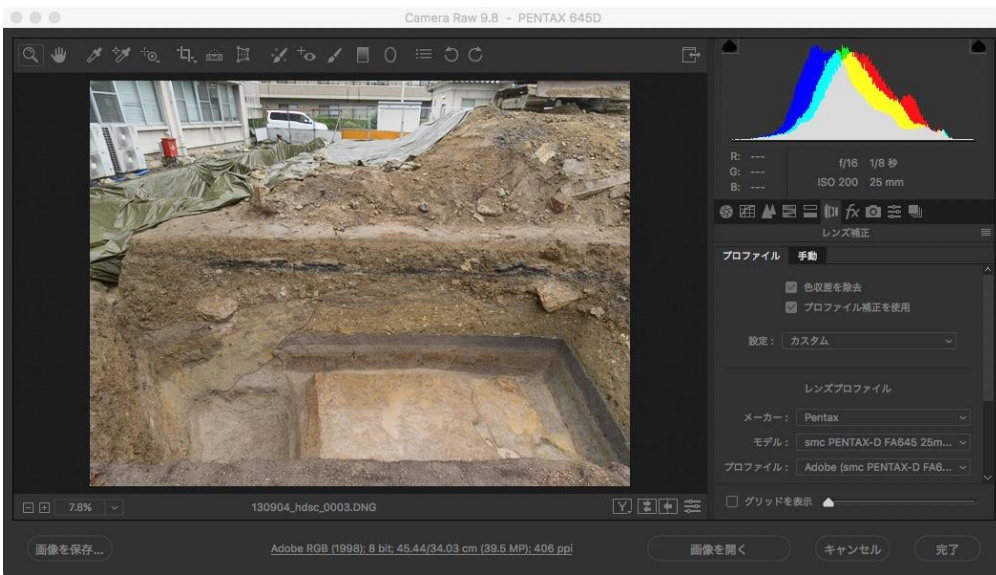 Camera Raw 9.8 - PENTAX 645D
R: ---
G: ---
B: ---
f/16 1/8 秒
ISO 200 25 mm
レンズ補正
プロファイル 手動
色収差を除去
プロファイル補正を使用
設定： カスタム
レンズプロファイル
メーカー： Pentax
モデル： smc PENTAX-D FA645 25m...
プロファイル： Adobe (smc PENTAX-D FA6...
グリッドを表示
7.8% 130904_hdsc_0003.DNG
画像を保存... Adobe RGB (1998); 8 bit; 45.44/34.03 cm (39.5 MP); 406 ppi 画像を開く キャンセル 完了